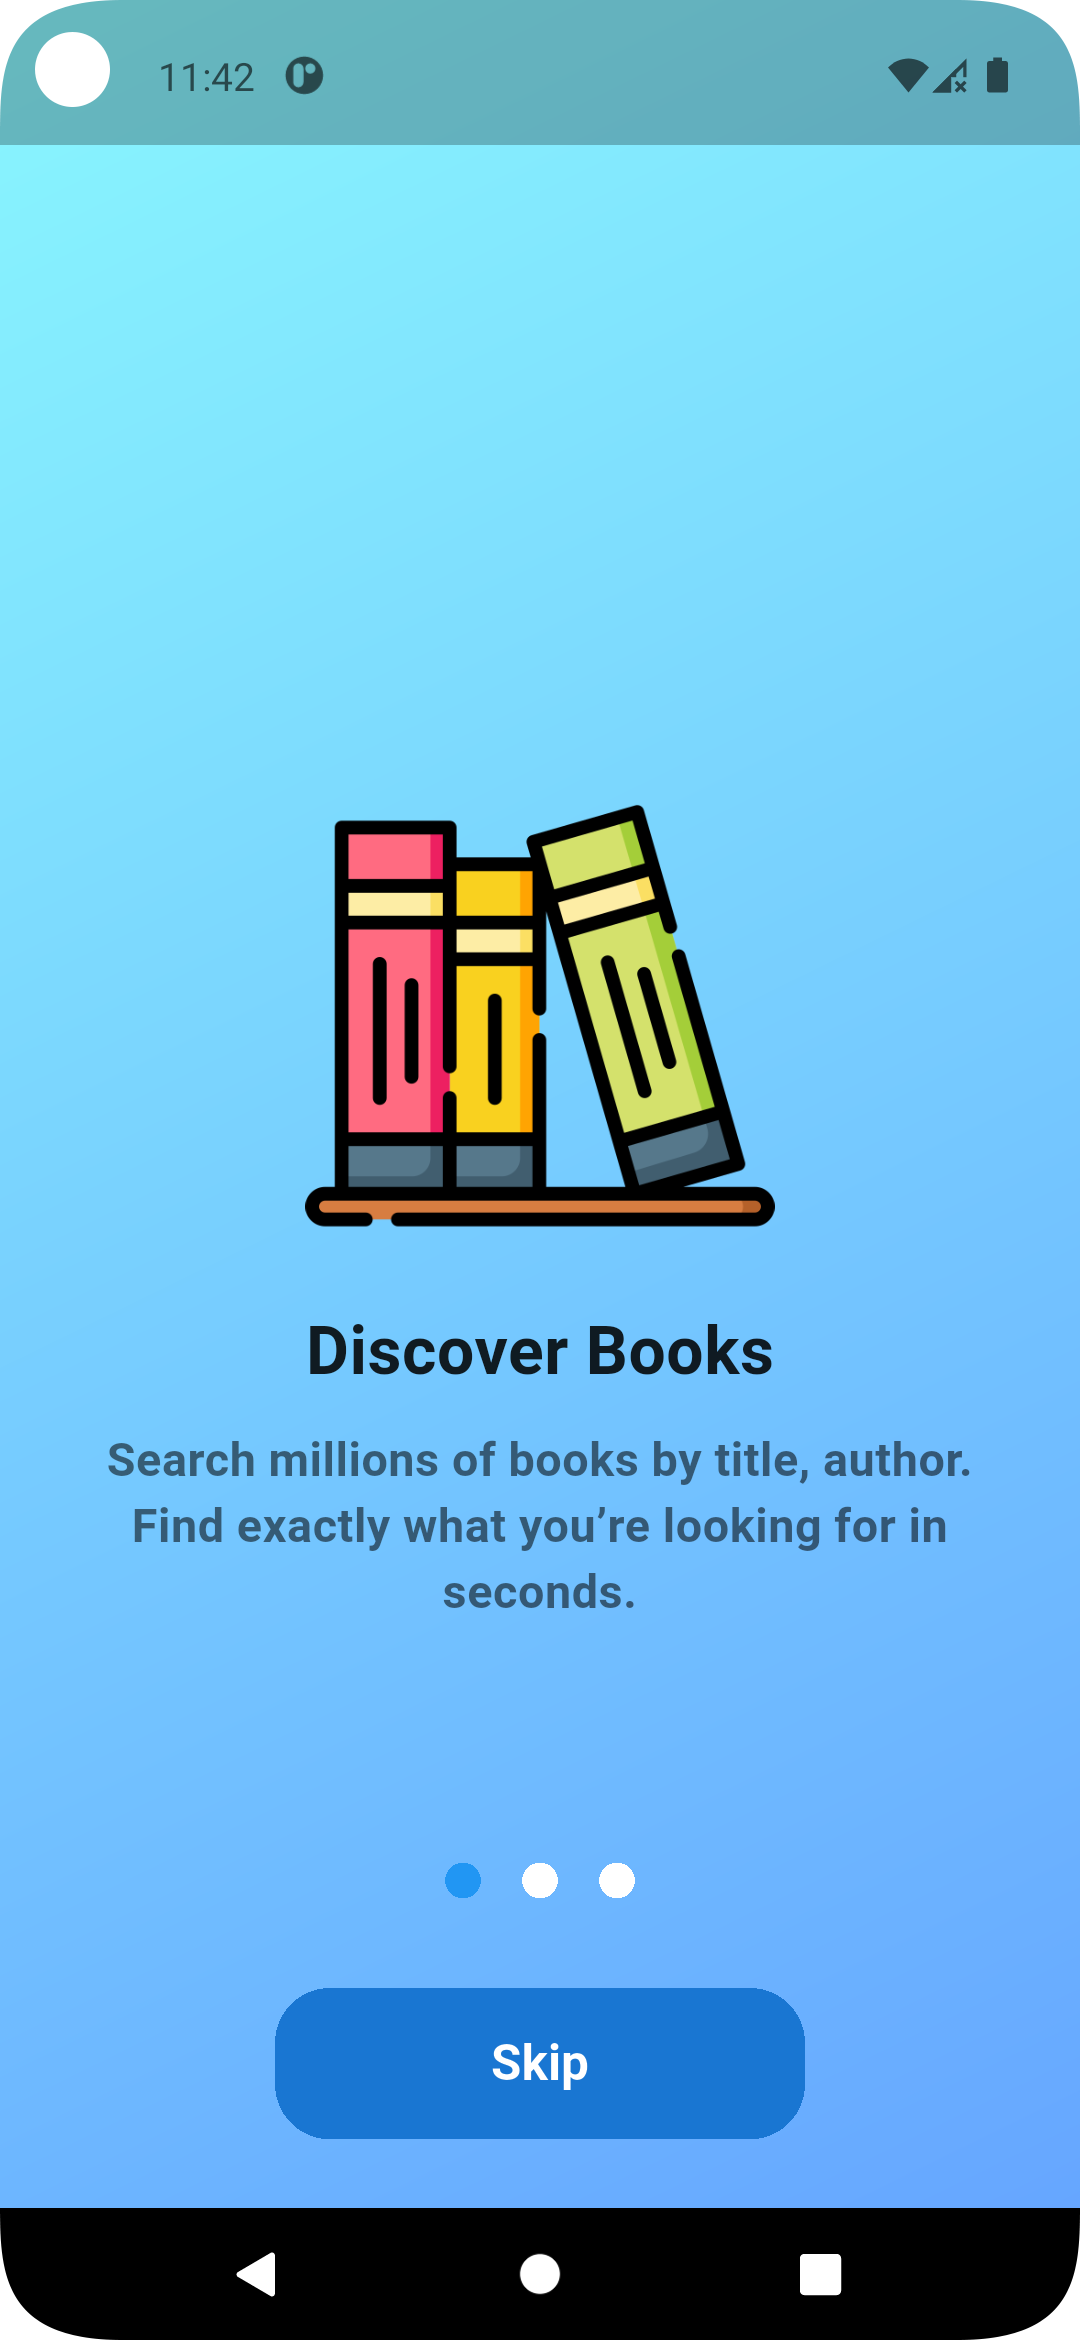 11:42
Discover Books
Search millions of books by title, author.
Find exactly what you’re looking for in
seconds.
Skip